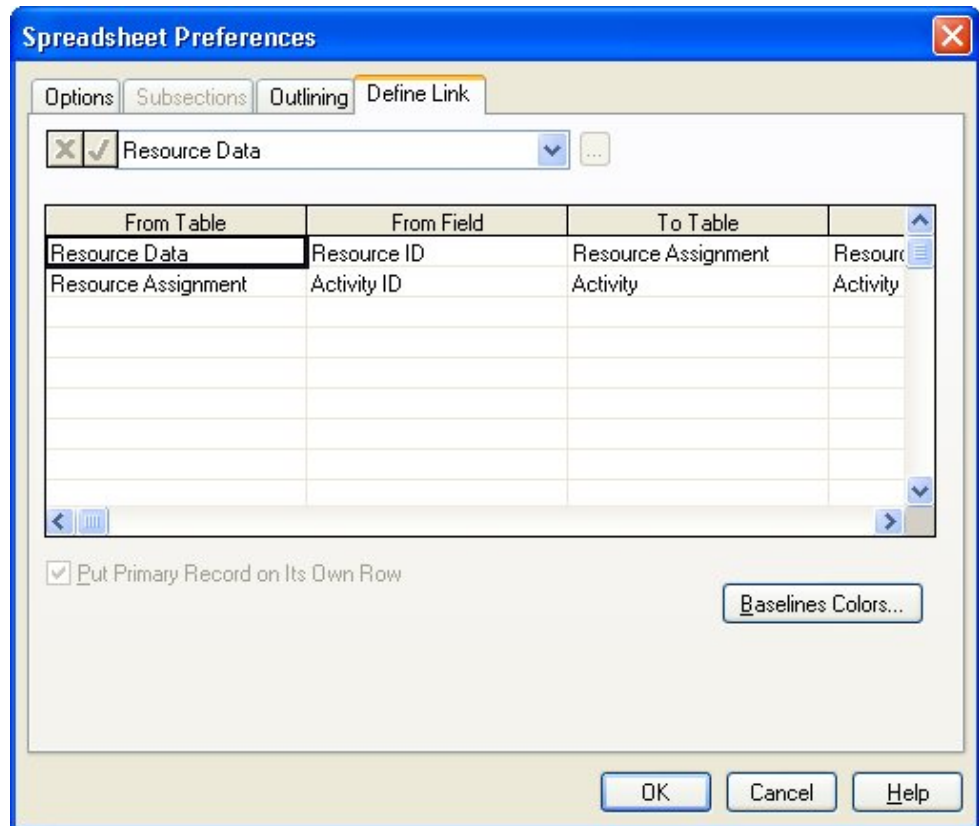 Spreadsheet Preferences
Options Subsections Outlining Define Link
Resource Data ...
From Table From Field To Table
Resource Data Resource ID Resource Assignment Resourc
Resource Assignment Activity ID Activity Activity
Put Primary Record on Its Own Row
Baselines Colors...
OK Cancel Help